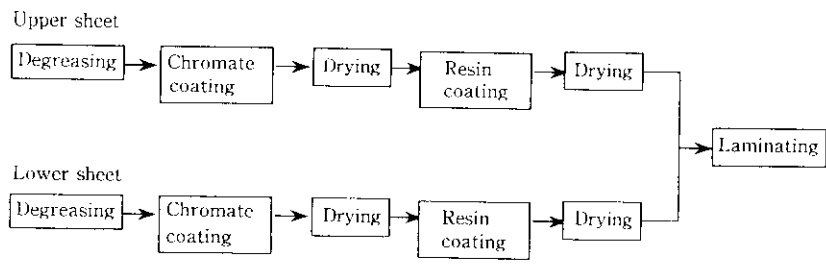 Upper sheet
Degreasing
Chromate
coating
Drying
Resin
coating
Drying
Laminating
Lower sheet
Degreasing
Chromate
coating
Drying
Resin
coating
Drying